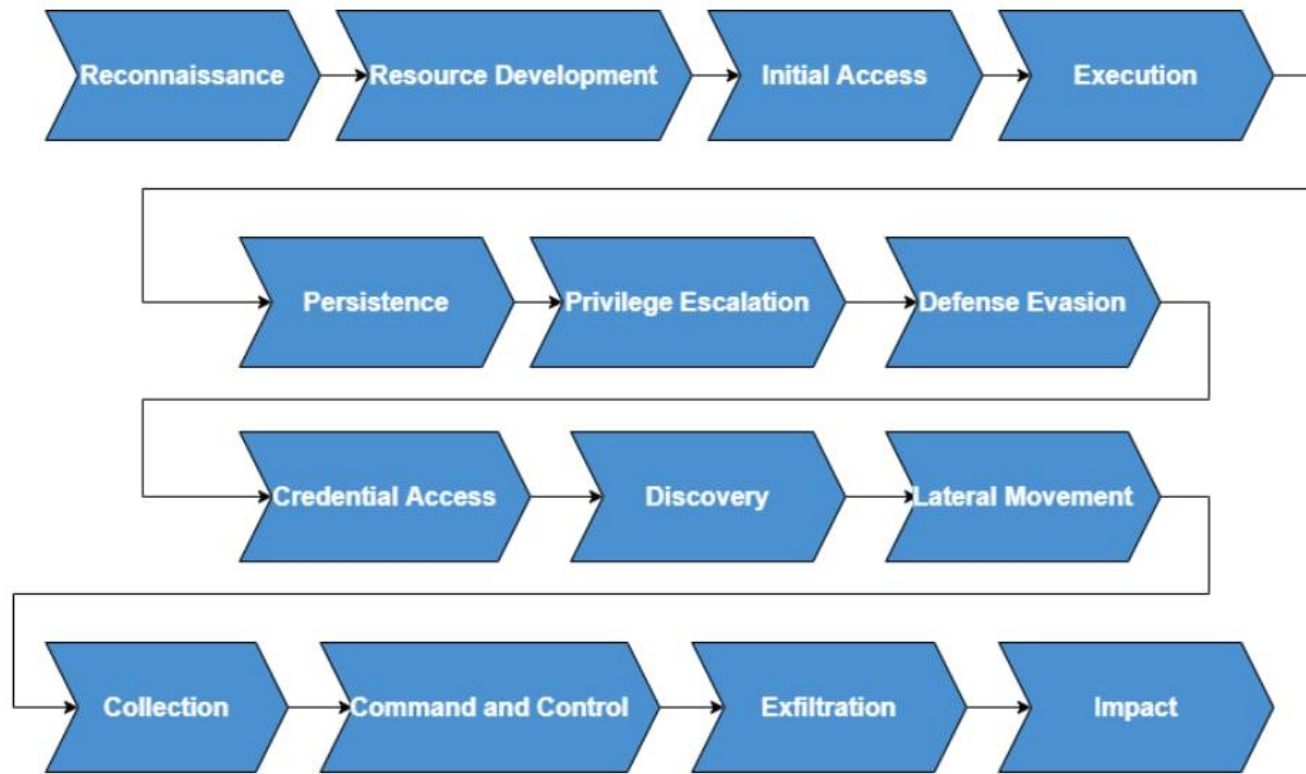 Reconnaissance
Resource Development
Initial Access
Execution
Persistence
Privilege Escalation
Defense Evasion
Credential Access
Discovery
Lateral Movement
Collection
Command and Control
Exfiltration
Impact